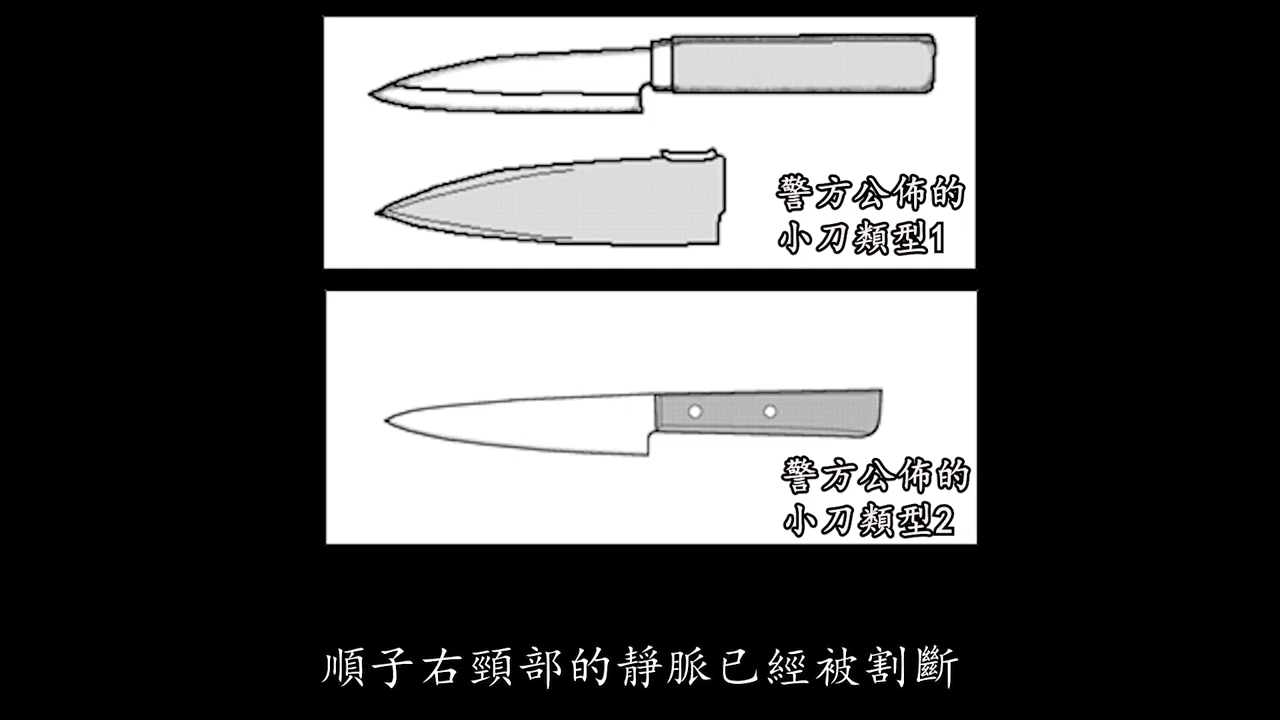 警方公佈的
小刀類型1
警方公佈的
小刀類型2
順子右頸部的靜脈已經被割斷